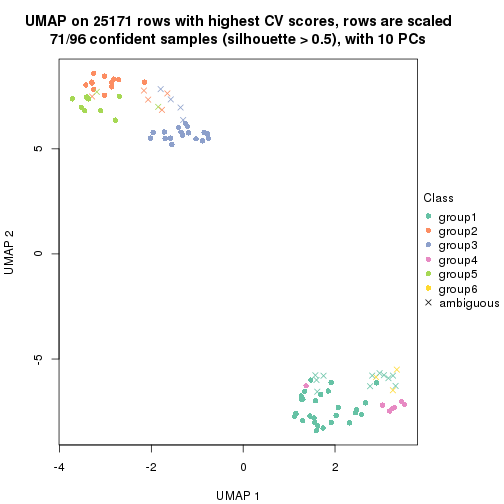 UMAP on 25171 rows with highest CV scores, rows are scaled
71/96 confident samples (silhouette > 0.5), with 10 PCs
UMAP 2
5
0
-5
-4
-2
0
2
UMAP 1
Class
group1
group2
group3
group4
group5
group6
ambiguous